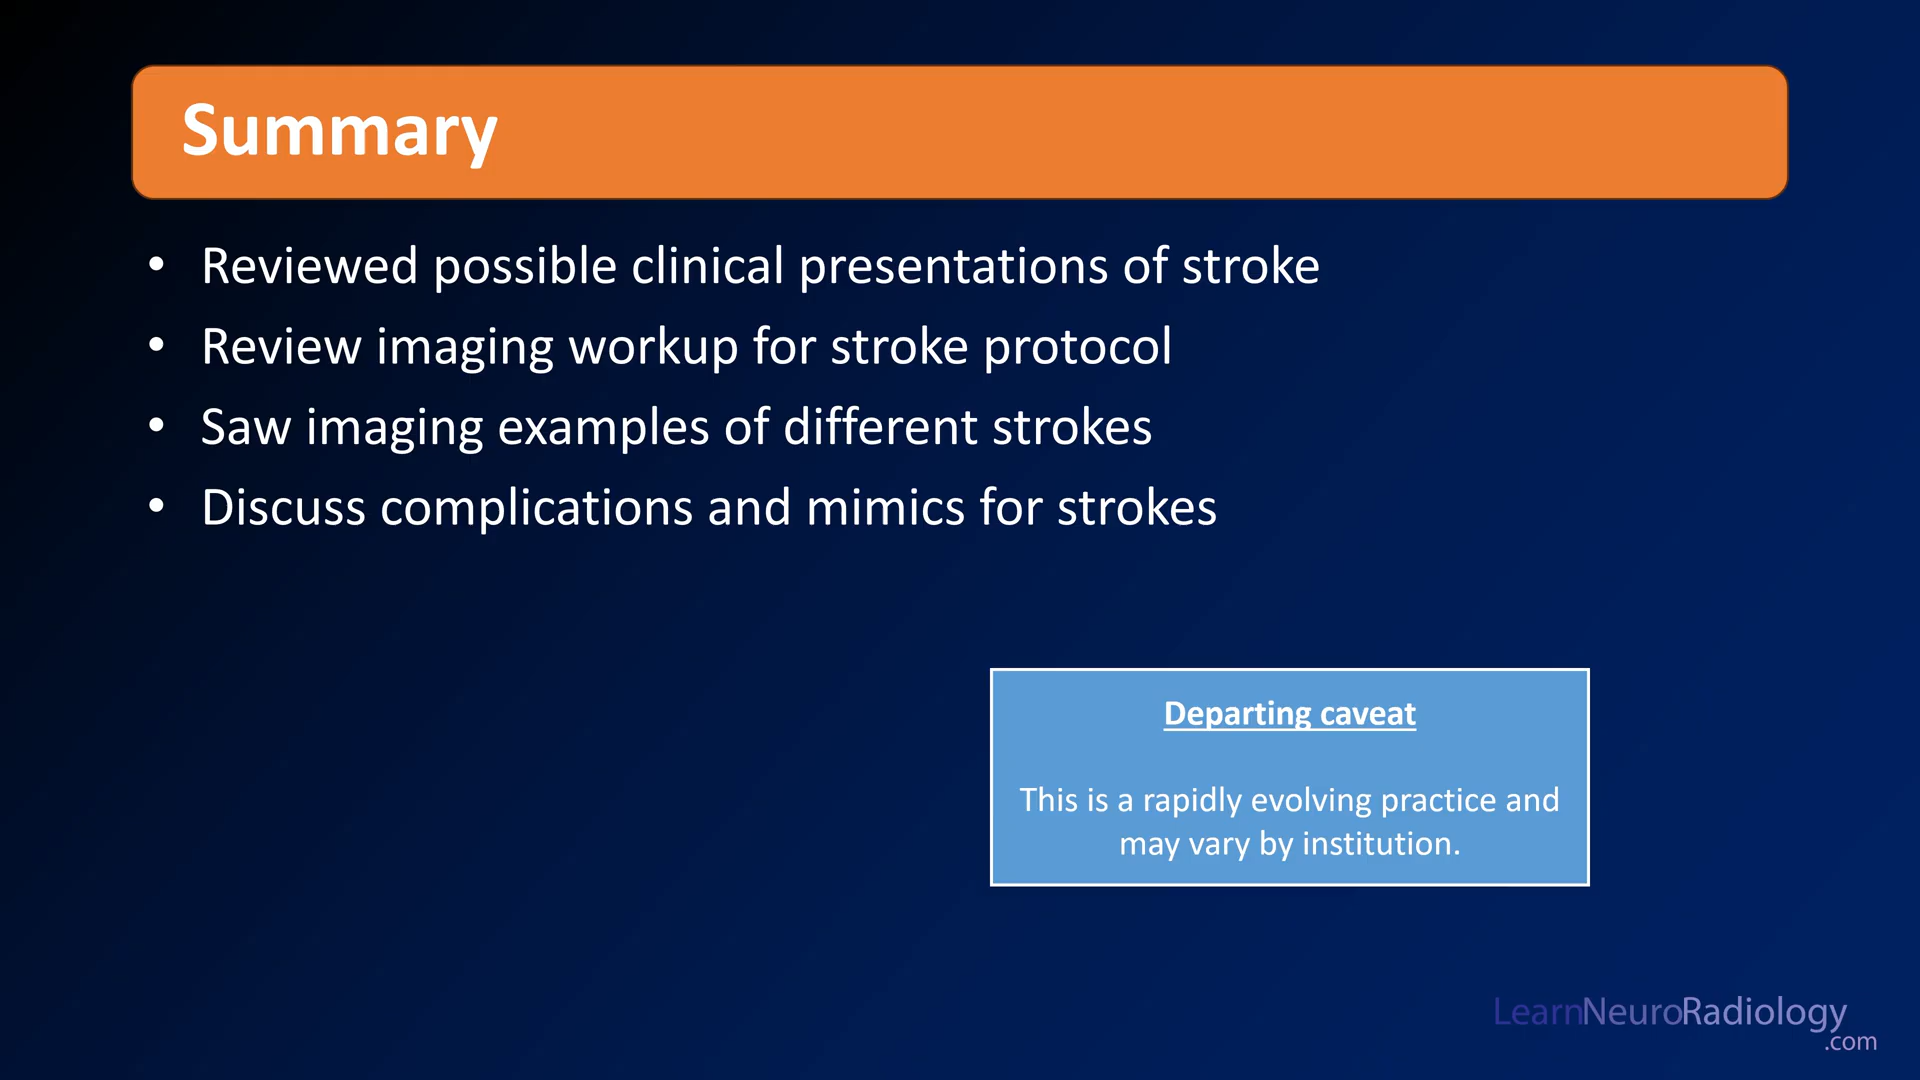 Summary
• Reviewed possible clinical presentations of stroke
• Review imaging workup for stroke protocol
• Saw imaging examples of different strokes
• Discuss complications and mimics for strokes
Departing caveat
This is a rapidly evolving practice and
may vary by institution.
LearnNeuroRadiology
.com